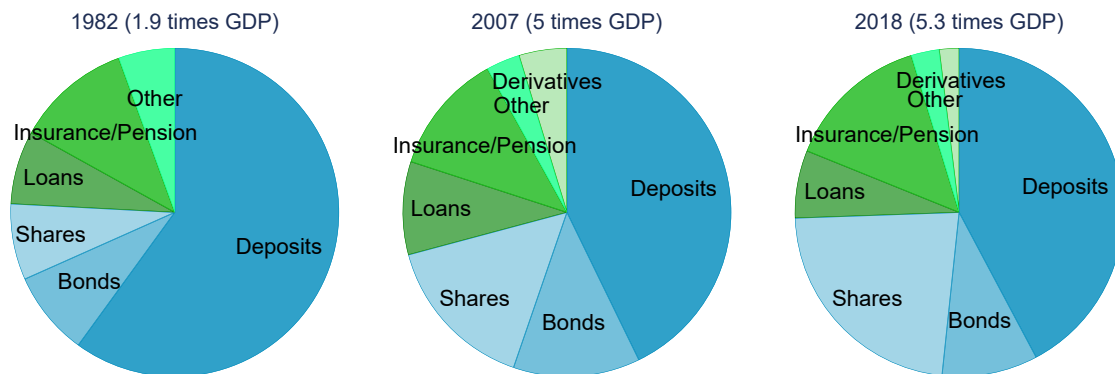 1982 (1.9 times GDP)
Other
Insurance/Pension
Loans
Shares
Bonds
Deposits
2007 (5 times GDP)
Derivatives
Other
Insurance/Pension
Loans
Shares
Bonds
Deposits
2018 (5.3 times GDP)
Derivatives
Other
Insurance/Pension
Loans
Shares
Bonds
Deposits